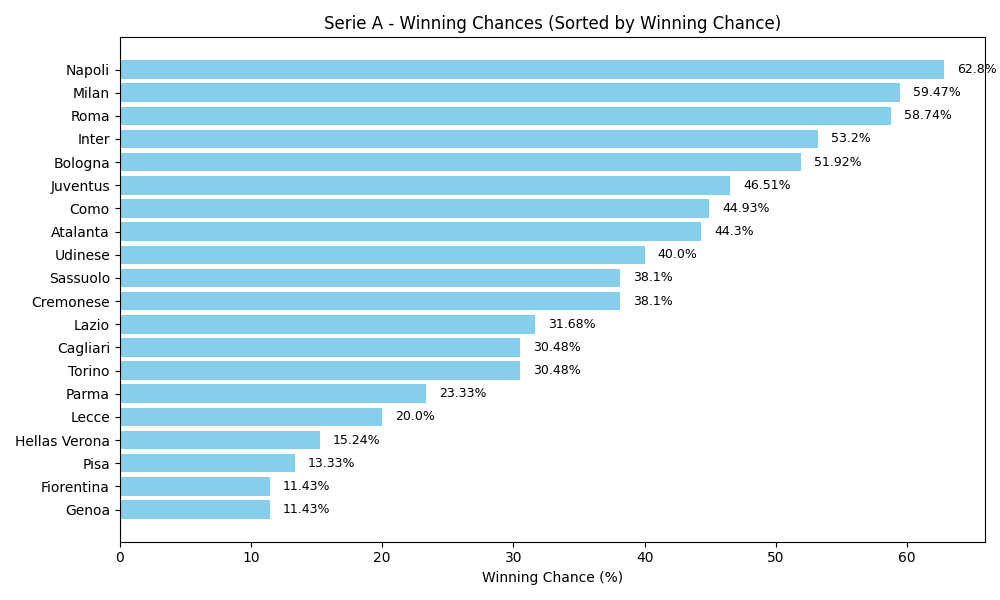 Serie A - Winning Chances (Sorted by Winning Chance)
Napoli 62.8%
Milan 59.47%
Roma 58.74%
Inter 53.2%
Bologna 51.92%
Juventus 46.51%
Como 44.93%
Atalanta 44.3%
Udinese 40.0%
Sassuolo 38.1%
Cremonese 38.1%
Lazio 31.68%
Cagliari 30.48%
Torino 30.48%
Parma 23.33%
Lecce 20.0%
Hellas Verona 15.24%
Pisa 13.33%
Fiorentina 11.43%
Genoa 11.43%
0 10 20 30 40 50 60
Winning Chance (%)